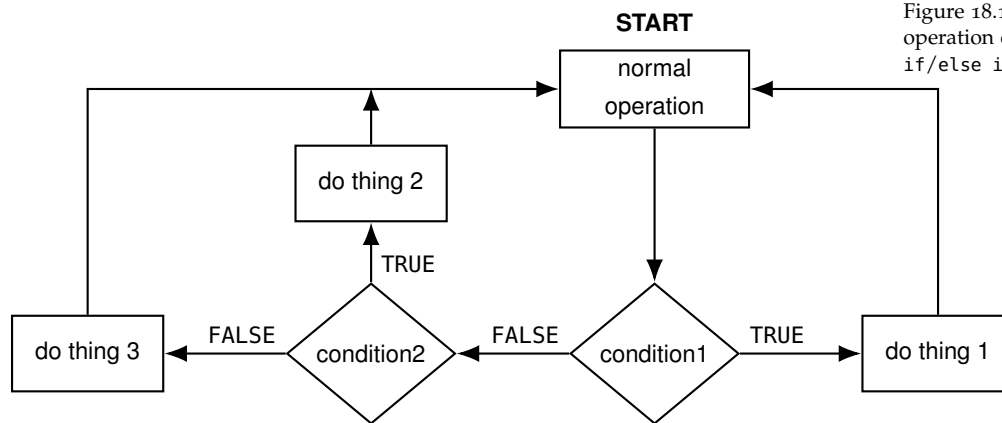 START
Figure 18.1
operation
if/else i
normal
operation
do thing 2
TRUE
do thing 3
FALSE
condition2
FALSE
condition1
TRUE
do thing 1